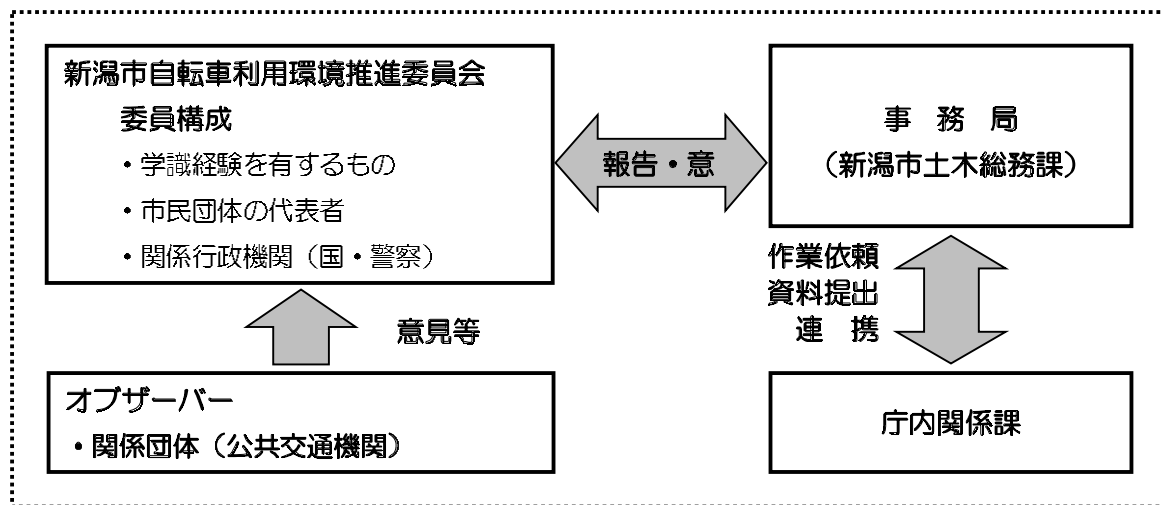 新潟市自転車利用環境推進委員会
委員構成
・学識経験を有するもの
・市民団体の代表者
・関係行政機関（国・警察）
報告・意
事　務　局
（新潟市土木総務課）
作業依頼
資料提出
連　携
意見等
オブザーバー
・関係団体（公共交通機関）
庁内関係課